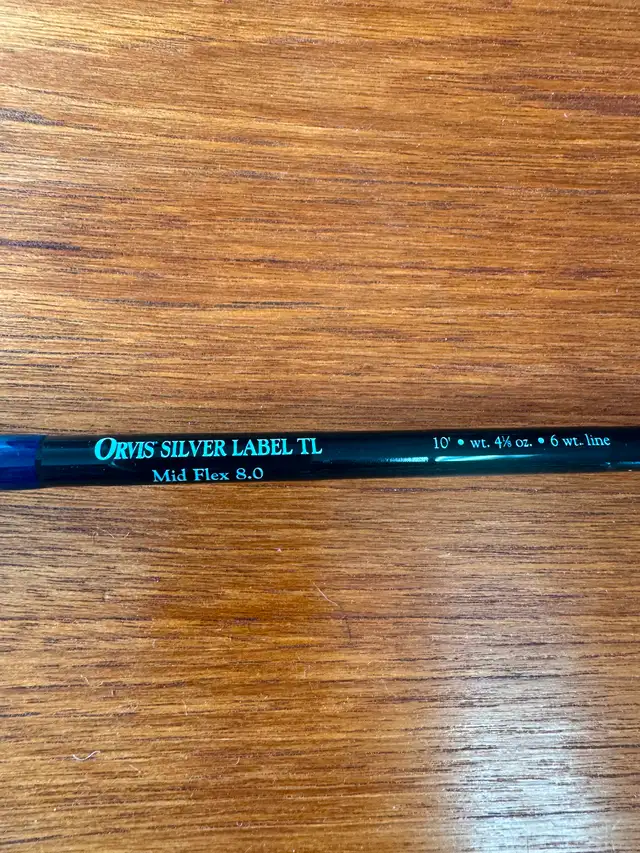 ORVIS SILVER LABEL TL 10' • wt. 4⅛ oz. • 6 wt. line
Mid Flex 8.0